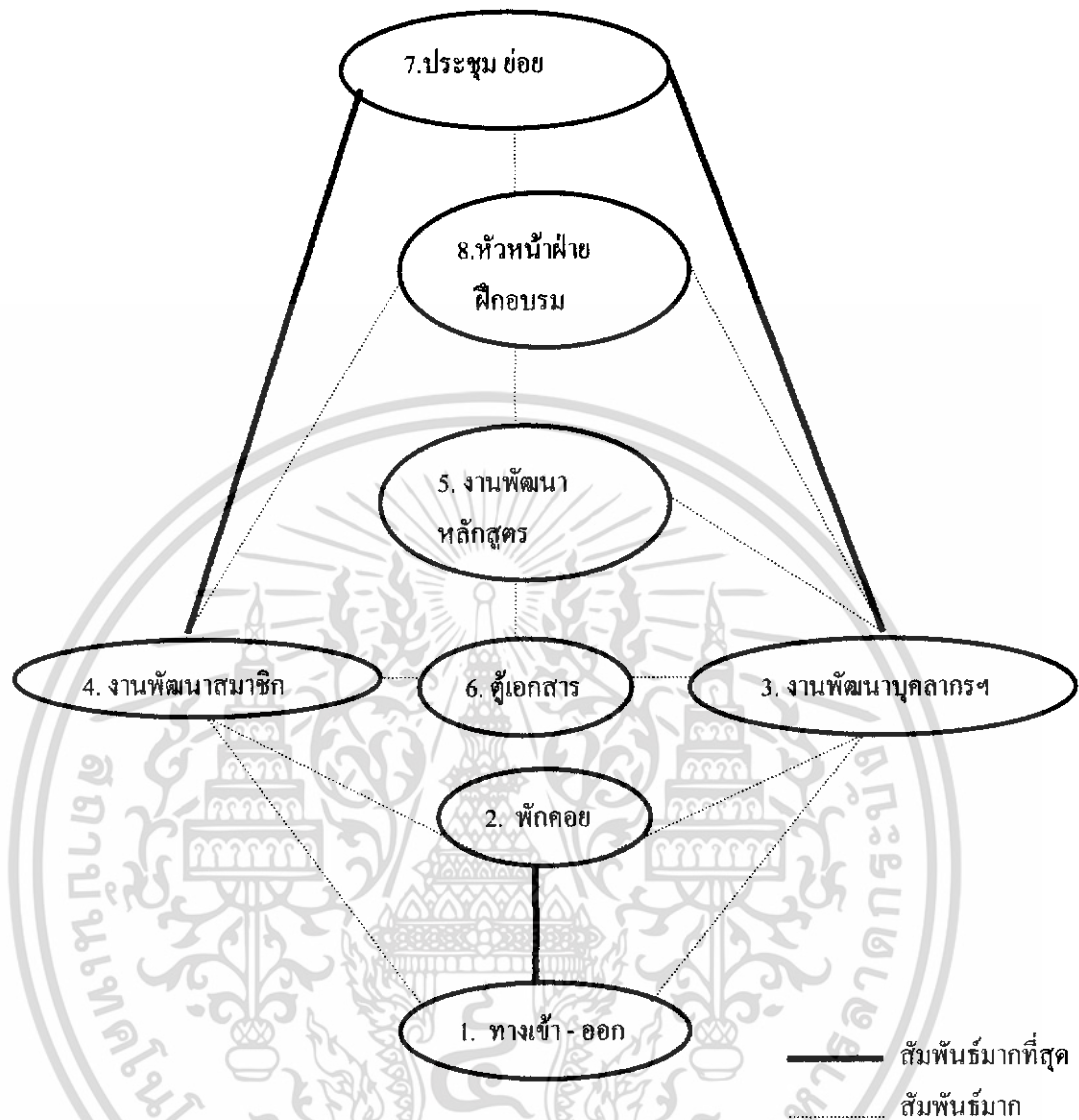 7.ประชุม ย่อย
8.หัวหน้าฝ่าย
ฝึกอบรม
5. งานพัฒนา
หลักสูตร
4. งานพัฒนาสมาชิก
6. ตู้เอกสาร
3. งานพัฒนาบุคลากรฯ
2. พักคอย
1. ทางเข้า - ออก
สัมพันธ์มากที่สุด
สัมพันธ์มาก